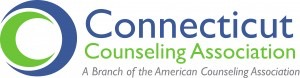 Connecticut
Counseling Association
A Branch of the American Counseling Association